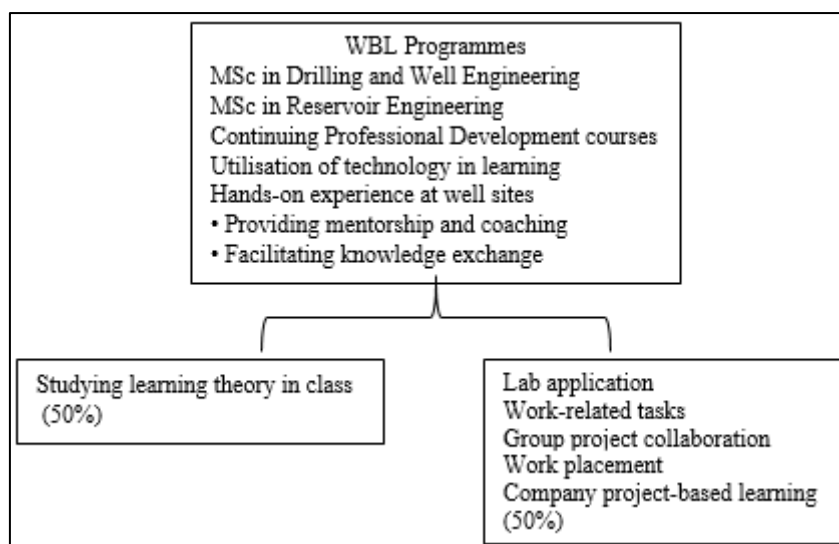 WBL Programmes
MSc in Drilling and Well Engineering
MSc in Reservoir Engineering
Continuing Professional Development courses
Utilisation of technology in learning
Hands-on experience at well sites
• Providing mentorship and coaching
• Facilitating knowledge exchange
Studying learning theory in class
(50%)
Lab application
Work-related tasks
Group project collaboration
Work placement
Company project-based learning
(50%)